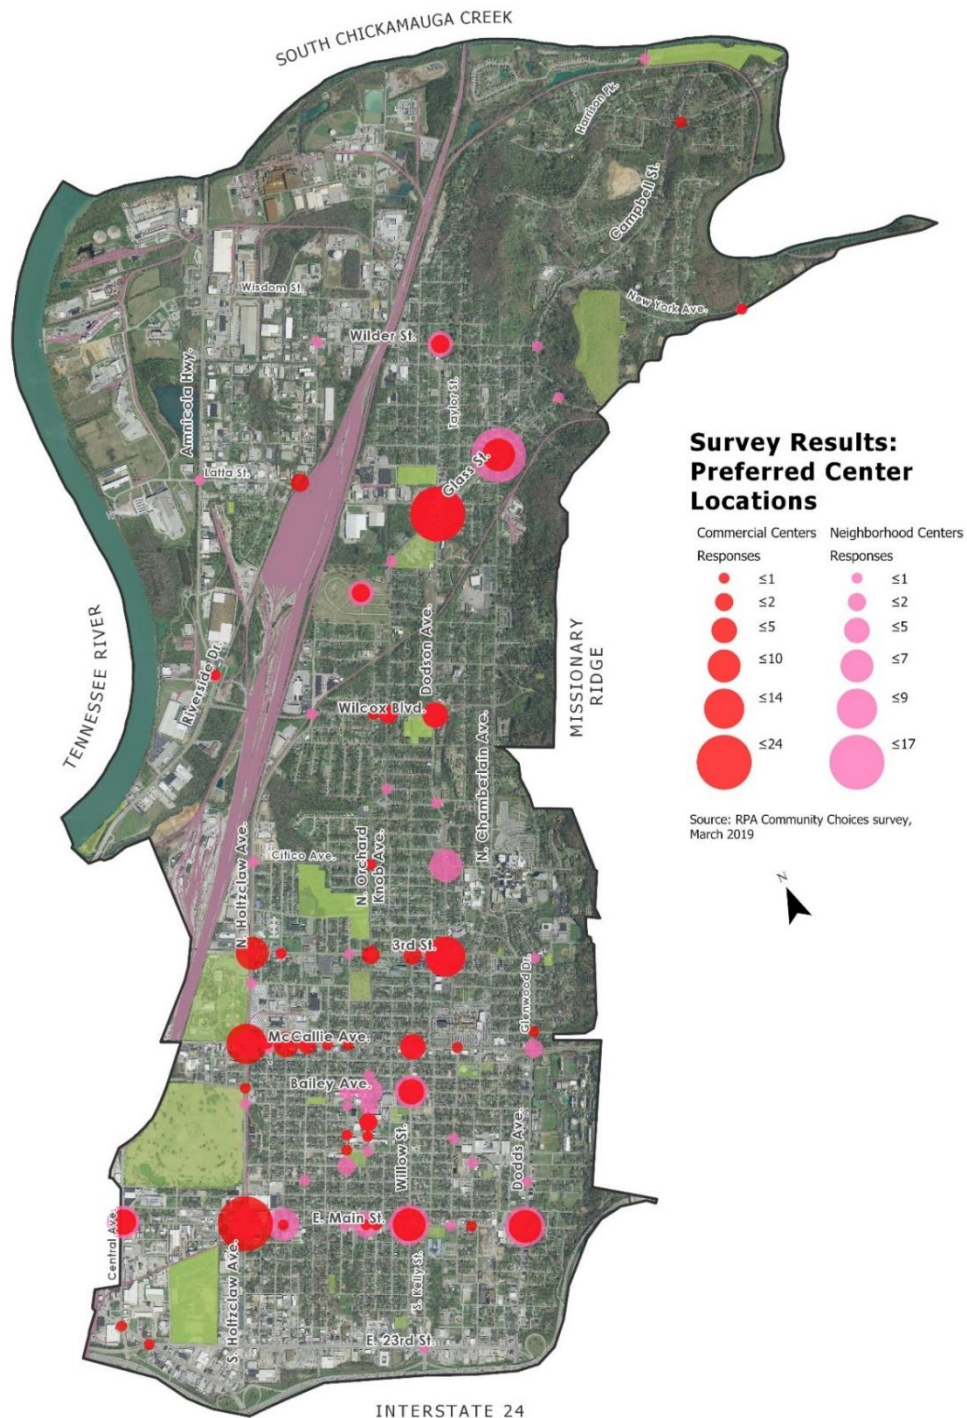 SOUTH CHICKAMAUGA CREEK
Harrison Pk.
Campbell St.
Wisdom St.
New York Ave.
Wilder St.
Amnicola Hwy.
Taylor St.
Latta St.
Glass St.
Survey Results:
Preferred Center
Locations
Commercial Centers
Neighborhood Centers
Responses
Responses
≤1
≤1
≤2
≤2
≤5
≤5
≤10
≤7
≤14
≤9
≤24
≤17
Source: RPA Community Choices survey,
March 2019
N
TENNESSEE RIVER
Riverside Dr.
Dodson Ave.
MISSIONARY
RIDGE
Wilcox Blvd.
N. Chamberlain Ave.
N. Holtzclaw Ave.
Citico Ave.
N. Orchard
Knob Ave.
3rd St.
Glenwood Dr.
McCallie Ave.
Bailey Ave.
Willow St.
Dodds Ave.
Central Ave.
E. Main St.
S. Holtzclaw Ave.
S. Kelly St.
E. 23rd St.
INTERSTATE 24